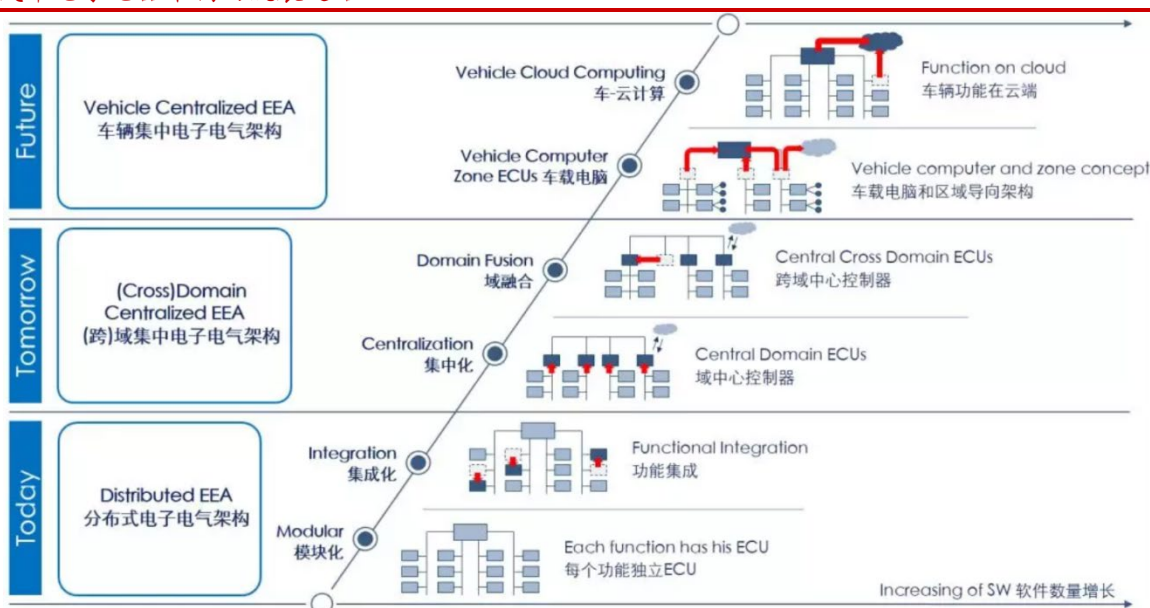 Future
Vehicle Centralized EEA
车辆集中电子电气架构
Vehicle Cloud Computing
车-云计算
Function on cloud
车辆功能在云端
Vehicle Computer
Zone ECUs 车载电脑
Vehicle computer and zone concept
车载电脑和区域导向架构
Tomorrow
(Cross)Domain
Centralized EEA
(跨)域集中电子电气架构
Domain Fusion
域融合
Central Cross Domain ECUs
跨域中心控制器
Centralization
集中化
Central Domain ECUs
域中心控制器
Today
Distributed EEA
分布式电子电气架构
Integration
集成化
Functional Integration
功能集成
Modular
模块化
Each function has his ECU
每个功能独立ECU
Increasing of SW 软件数量增长